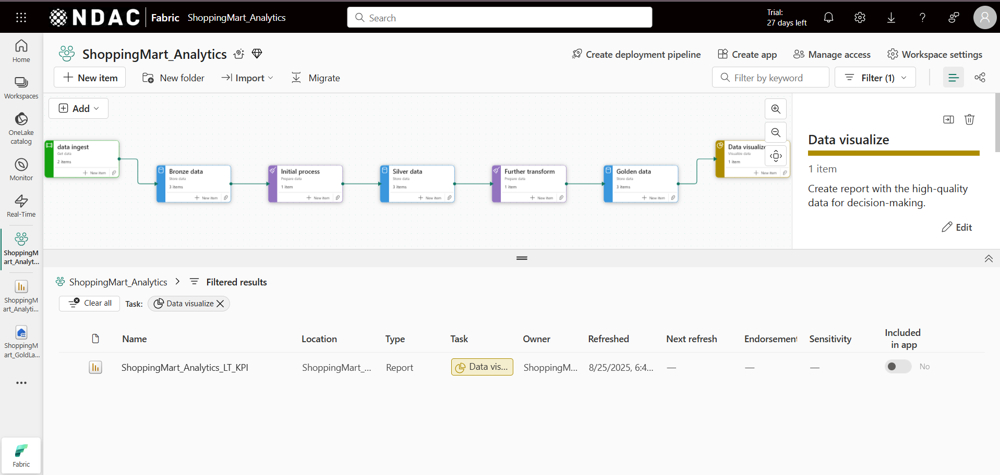 NDAC Fabric ShoppingMart_Analytics
Search
Trial:
27 days left
Home
Workspaces
OneLake
catalog
Monitor
Real-Time
ShoppingM
art_Analyt...
ShoppingM
art_Analyti...
ShoppingM
art_GoldLa...
Fabric
ShoppingMart_Analytics
Create deployment pipeline
Create app
Manage access
Workspace settings
New item
New folder
Import
Migrate
Filter by keyword
Filter (1)
Add
data ingest
Get data
2 items
New item
Bronze data
Store data
3 items
New item
Initial process
Prepare data
1 item
New item
Silver data
Store data
3 items
New item
Further transform
Prepare data
1 item
New item
Golden data
Store data
3 items
New item
Data visualize
Visualize data
1 item
New item
Data visualize
1 item
Create report with the high-quality
data for decision-making.
Edit
ShoppingMart_Analytics > Filtered results
Clear all Task: Data visualize
Name Location Type Task Owner Refreshed Next refresh Endorsement Sensitivity Included
in app
ShoppingMart_Analytics_LT_KPI ShoppingMart_... Report Data vis... ShoppingM... 8/25/2025, 6:4... — — — No